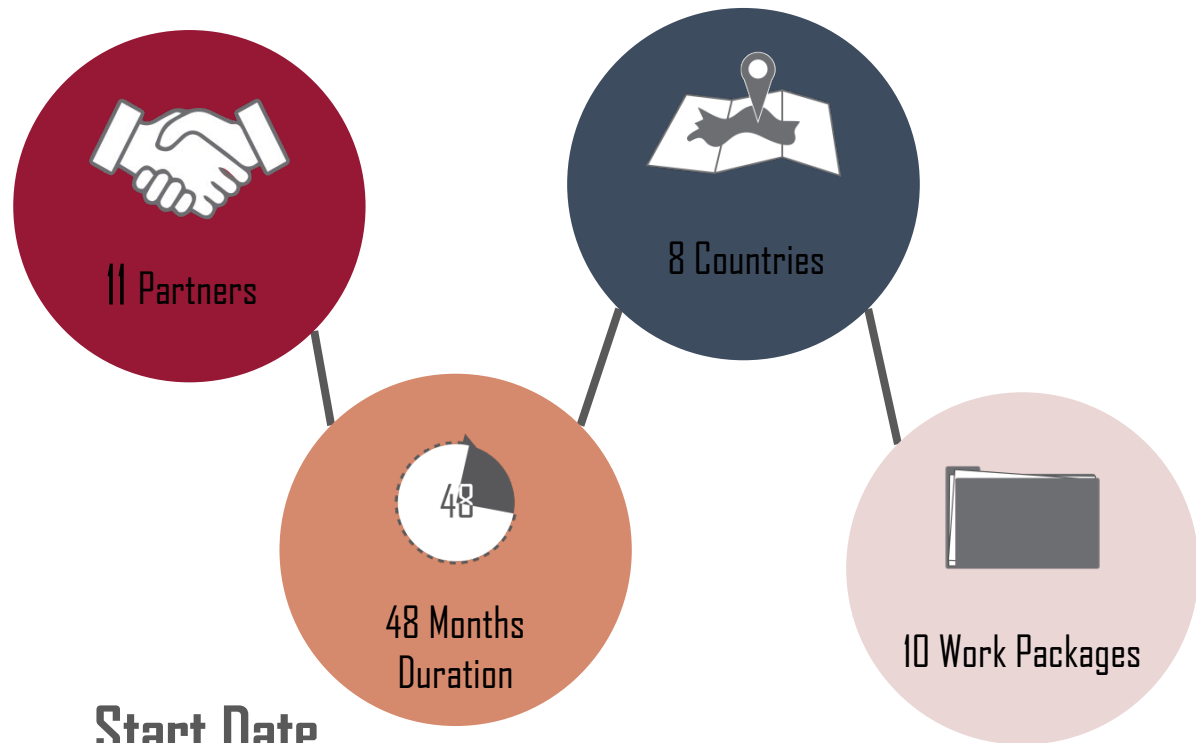 11 Partners
8 Countries
48
48 Months
Duration
10 Work Packages
Start Date